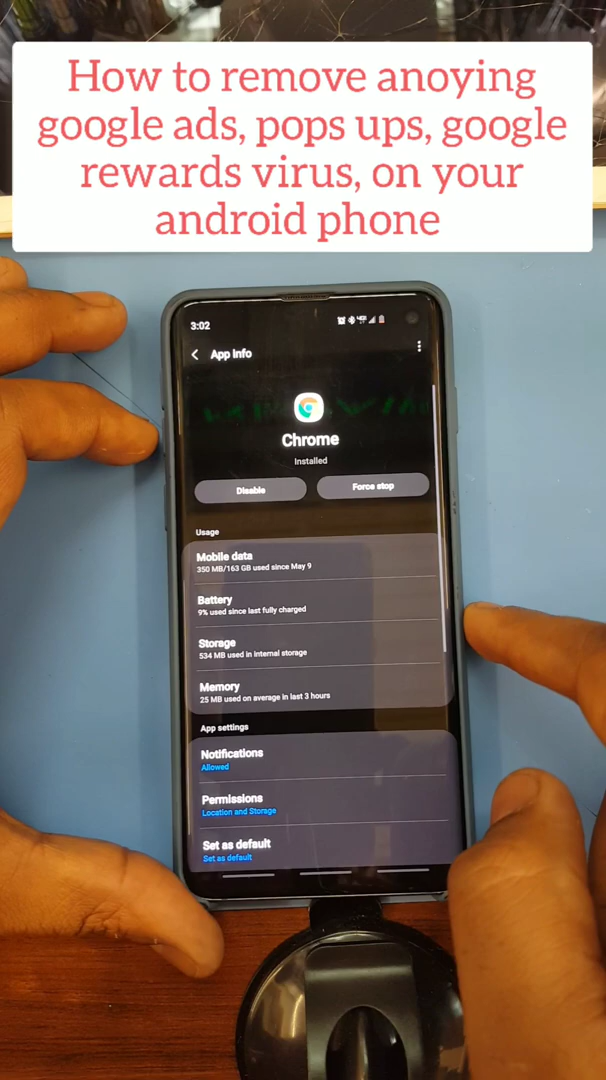 How to remove anoying
google ads, pops ups, google
rewards virus, on your
android phone
3:02
App info
Chrome
Installed
Disable
Force stop
Usage
Mobile data
350 MB/163 GB used since May 9
Battery
9% used since last fully charged
Storage
534 MB used in internal storage
Memory
25 MB used on average in last 3 hours
App settings
Notifications
Allowed
Permissions
Location and Storage
Set as default
Set as default